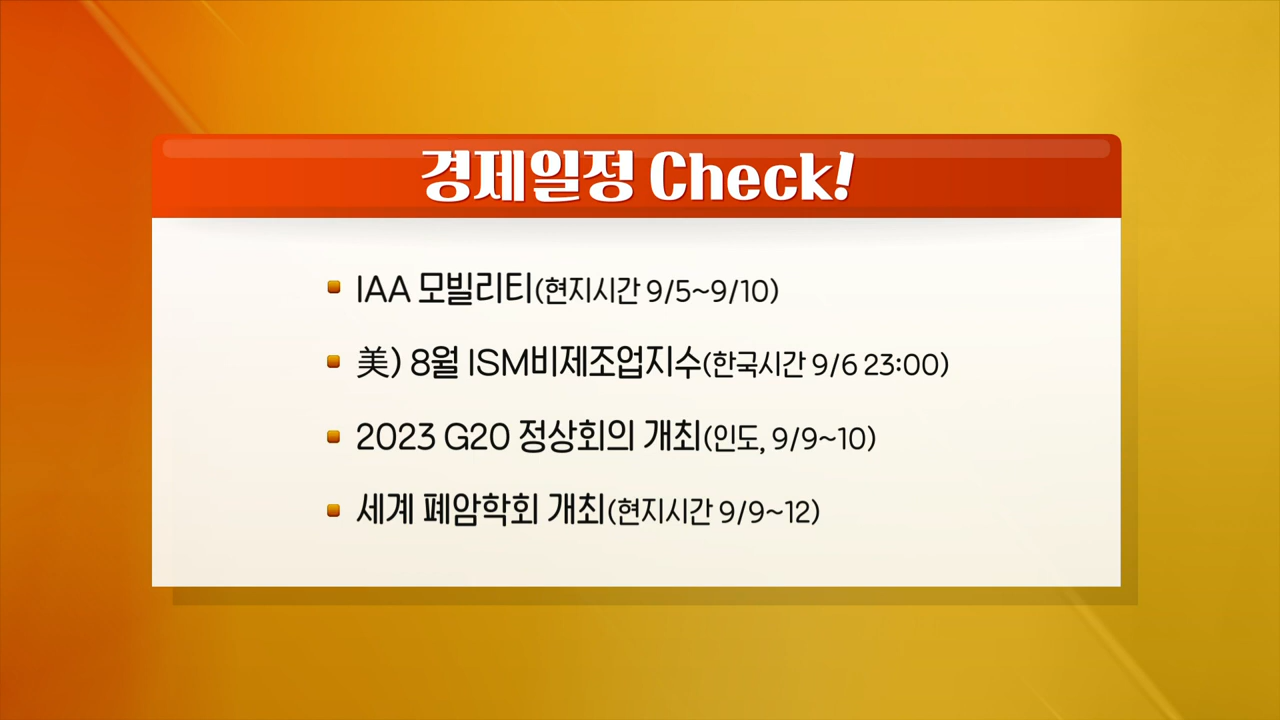 경제일정 Check!
IAA 모빌리티(현지시간 9/5~9/10)
美) 8월 ISM비제조업지수(한국시간 9/6 23:00)
2023 G20 정상회의 개최(인도, 9/9~10)
세계 폐암학회 개최(현지시간 9/9~12)